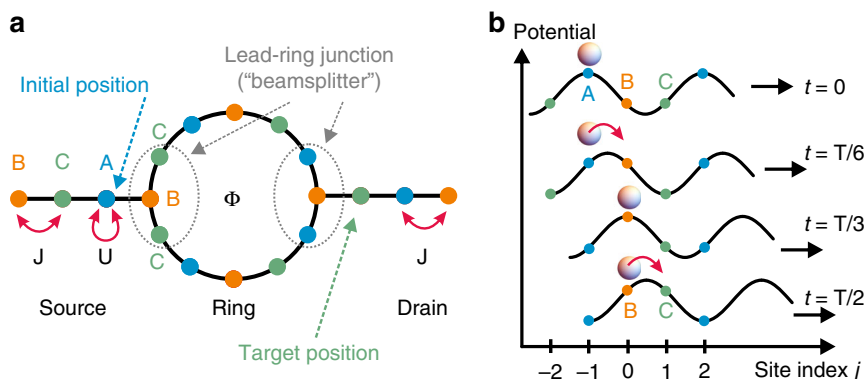 a
Lead-ring junction
("beamsplitter")
Initial position
B C A
C
B
C
Φ
J U J
Source Ring Drain
Target position
b
Potential
A B C
t = 0
t = T/6
t = T/3
B C
t = T/2
−2 −1 0 1 2 Site index j